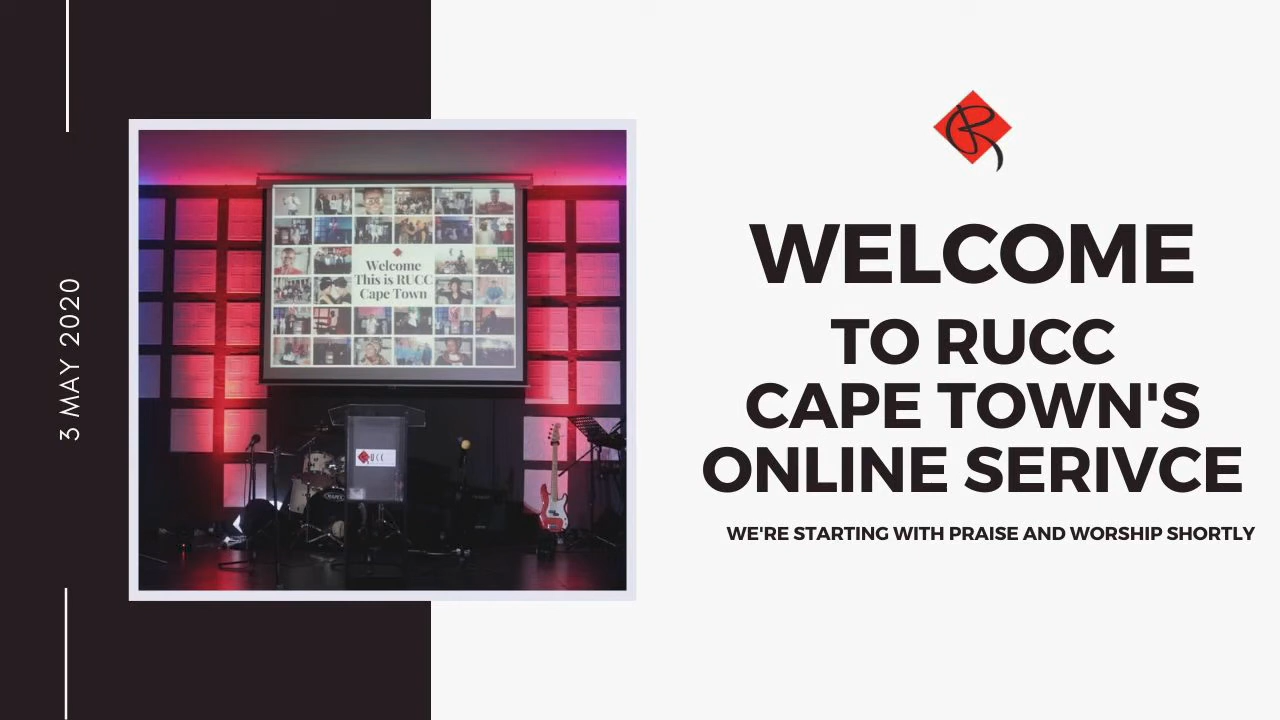 3 MAY 2020
Welcome
This is RUCC
Cape Town
RUCC
WELCOME
TO RUCC
CAPE TOWN'S
ONLINE SERIVCE
WE'RE STARTING WITH PRAISE AND WORSHIP SHORTLY